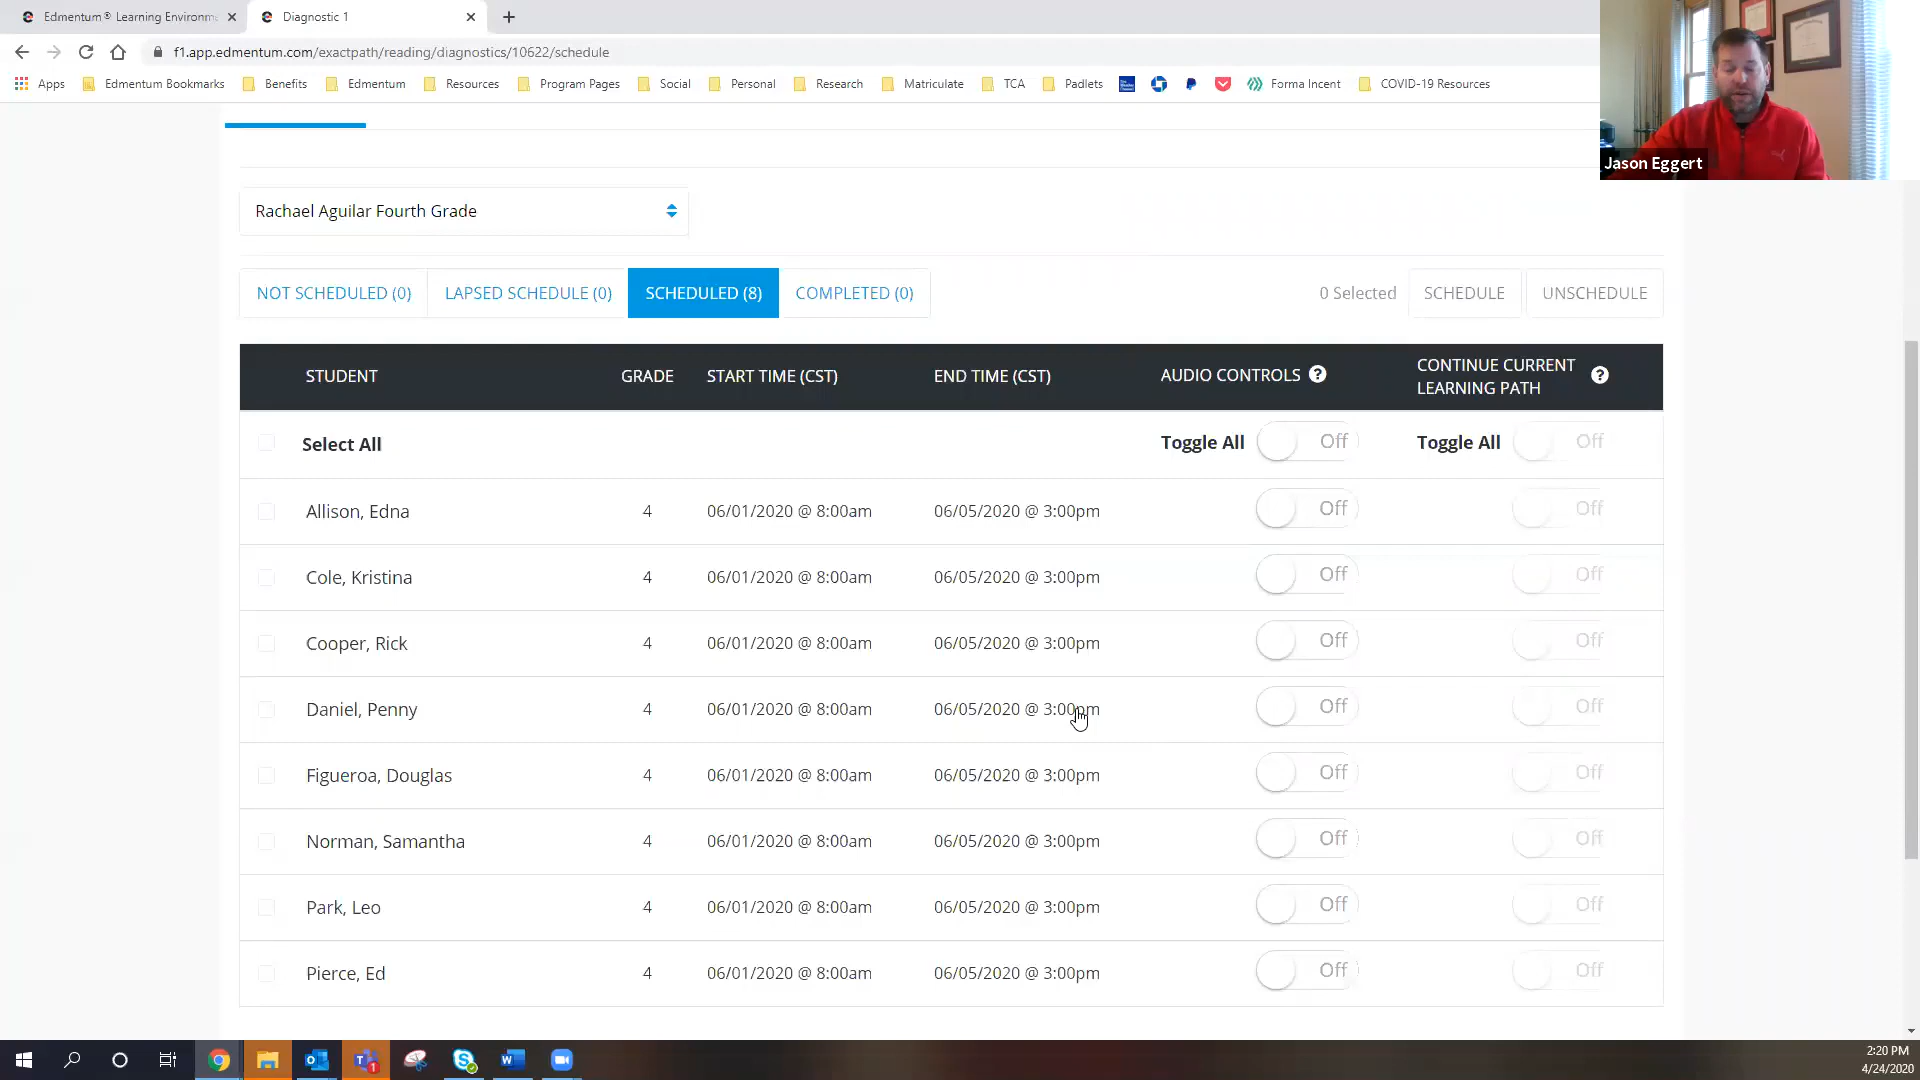 Edmentum® Learning Environm
Diagnostic 1
f1.app.edmentum.com/exactpath/reading/diagnostics/10622/schedule
Apps Edmentum Bookmarks Benefits Edmentum Resources Program Pages Social Personal Research Matriculate TCA Padlets Forma Incent COVID-19 Resources
Jason Eggert
Rachael Aguilar Fourth Grade
NOT SCHEDULED (0) LAPSED SCHEDULE (0) SCHEDULED (8) COMPLETED (0) 0 Selected SCHEDULE UNSCHEDULE
STUDENT GRADE START TIME (CST) END TIME (CST) AUDIO CONTROLS ? CONTINUE CURRENT LEARNING PATH ?
Select All Toggle All Off Toggle All Off
Allison, Edna 4 06/01/2020 @ 8:00am 06/05/2020 @ 3:00pm Off Off
Cole, Kristina 4 06/01/2020 @ 8:00am 06/05/2020 @ 3:00pm Off Off
Cooper, Rick 4 06/01/2020 @ 8:00am 06/05/2020 @ 3:00pm Off Off
Daniel, Penny 4 06/01/2020 @ 8:00am 06/05/2020 @ 3:00pm Off Off
Figueroa, Douglas 4 06/01/2020 @ 8:00am 06/05/2020 @ 3:00pm Off Off
Norman, Samantha 4 06/01/2020 @ 8:00am 06/05/2020 @ 3:00pm Off Off
Park, Leo 4 06/01/2020 @ 8:00am 06/05/2020 @ 3:00pm Off Off
Pierce, Ed 4 06/01/2020 @ 8:00am 06/05/2020 @ 3:00pm Off Off
2:20 PM
4/24/2020